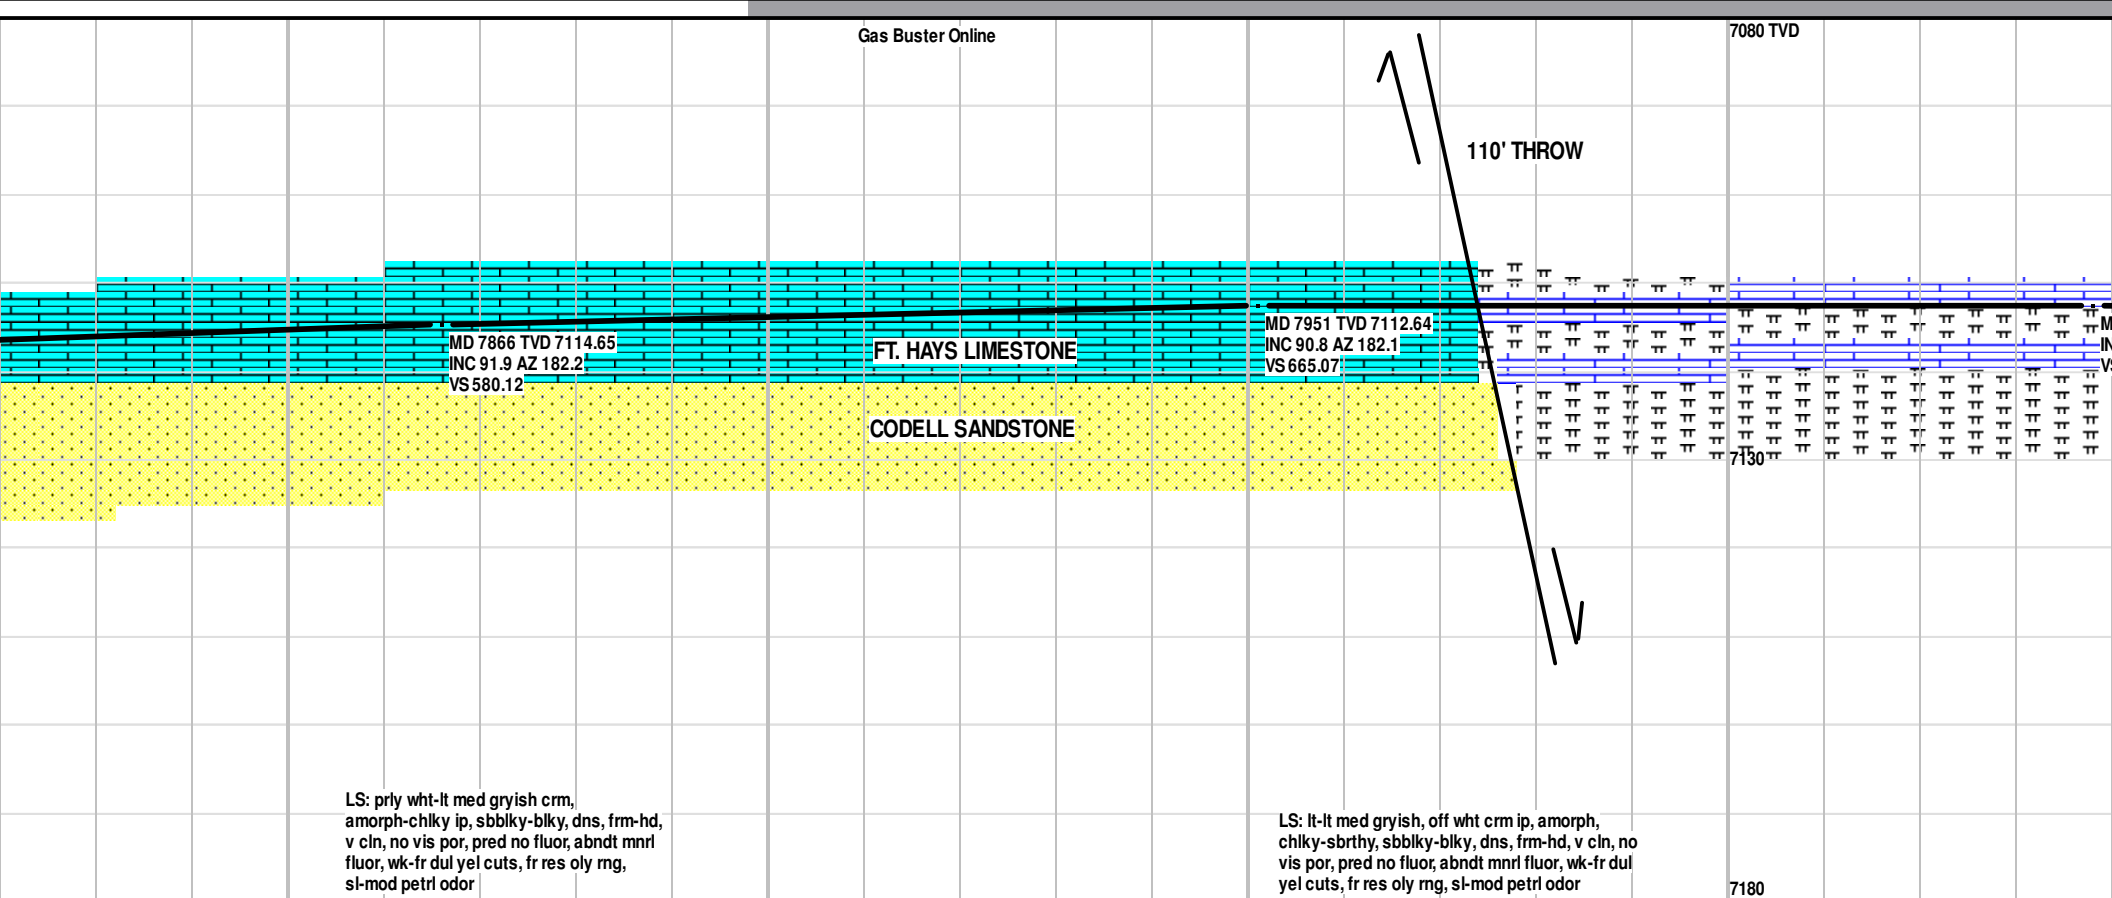 Gas Buster Online
7080 TVD
110' THROW
MD 7866 TVD 7114.65
INC 91.9 AZ 182.2
VS 580.12
FT. HAYS LIMESTONE
MD 7951 TVD 7112.64
INC 90.8 AZ 182.1
VS 665.07
M
IN
VS
CODELL SANDSTONE
7130
LS: prly wht-lt med gryish crm,
amorph-chlky ip, sbblky-blky, dns, frm-hd,
v cln, no vis por, pred no fluor, abndt mnrl
fluor, wk-fr dul yel cuts, fr res oly rng,
sl-mod petrl odor
LS: lt-lt med gryish, off wht crm ip, amorph,
chlky-sbrthy, sbblky-blky, dns, frm-hd, v cln, no
vis por, pred no fluor, abndt mnrl fluor, wk-fr dul
yel cuts, fr res oly rng, sl-mod petrl odor
7180